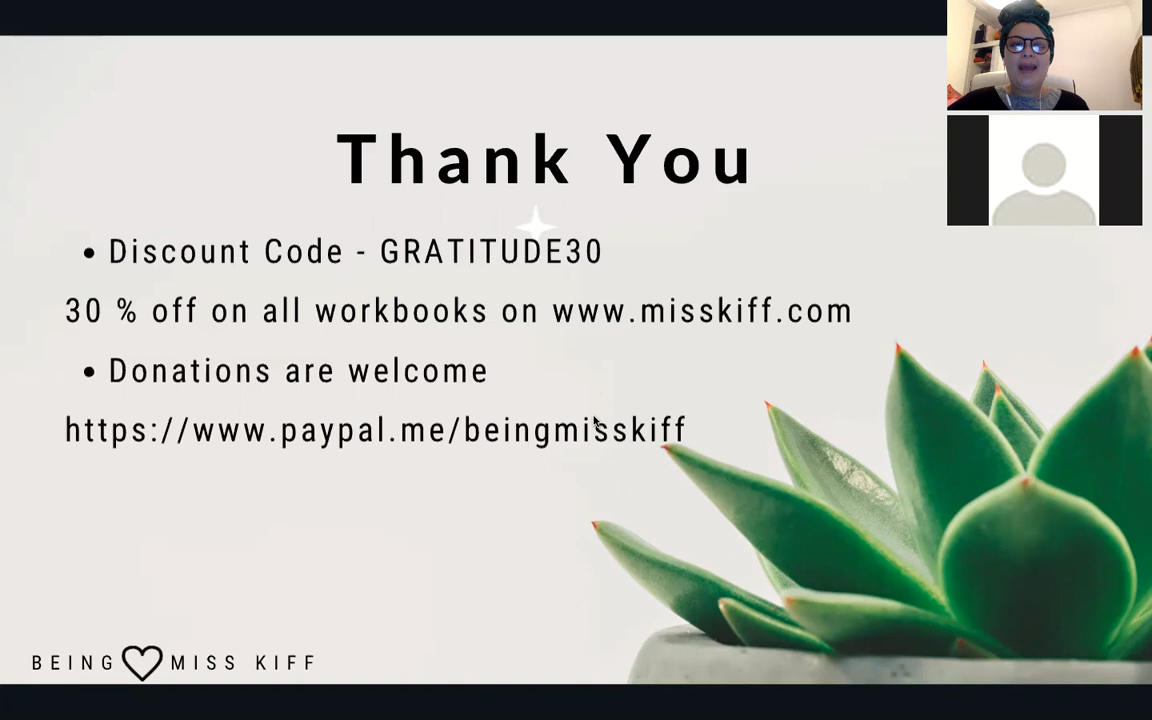 Thank You
• Discount Code - GRATITUDE30
30 % off on all workbooks on www.misskiff.com
• Donations are welcome
https://www.paypal.me/beingmisskiff
BEING MISS KIFF